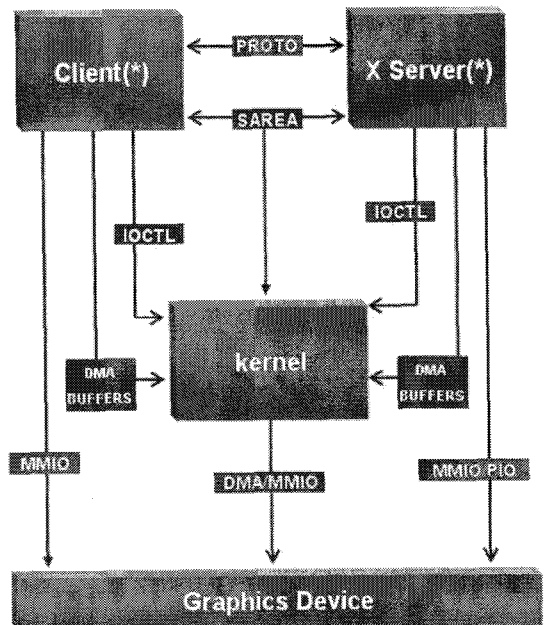 PROTO
Client(*)
X Server(*)
SAREA
IOCTL
IOCTL
kernel
DMA
BUFFERS
DMA
BUFFERS
MMIO
DMA/MMIO
MMIO PIO
Graphics Device